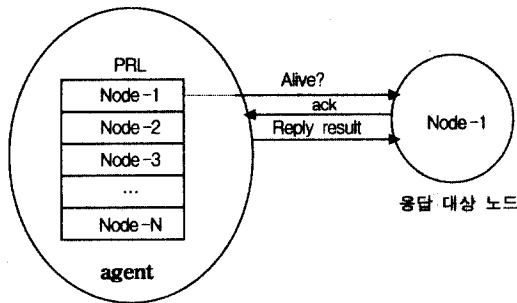 PRL
Node-1
Node-2
Node-3
...
Node-N
agent
Alive?
ack
Reply result
Node-1
응답 대상 노드